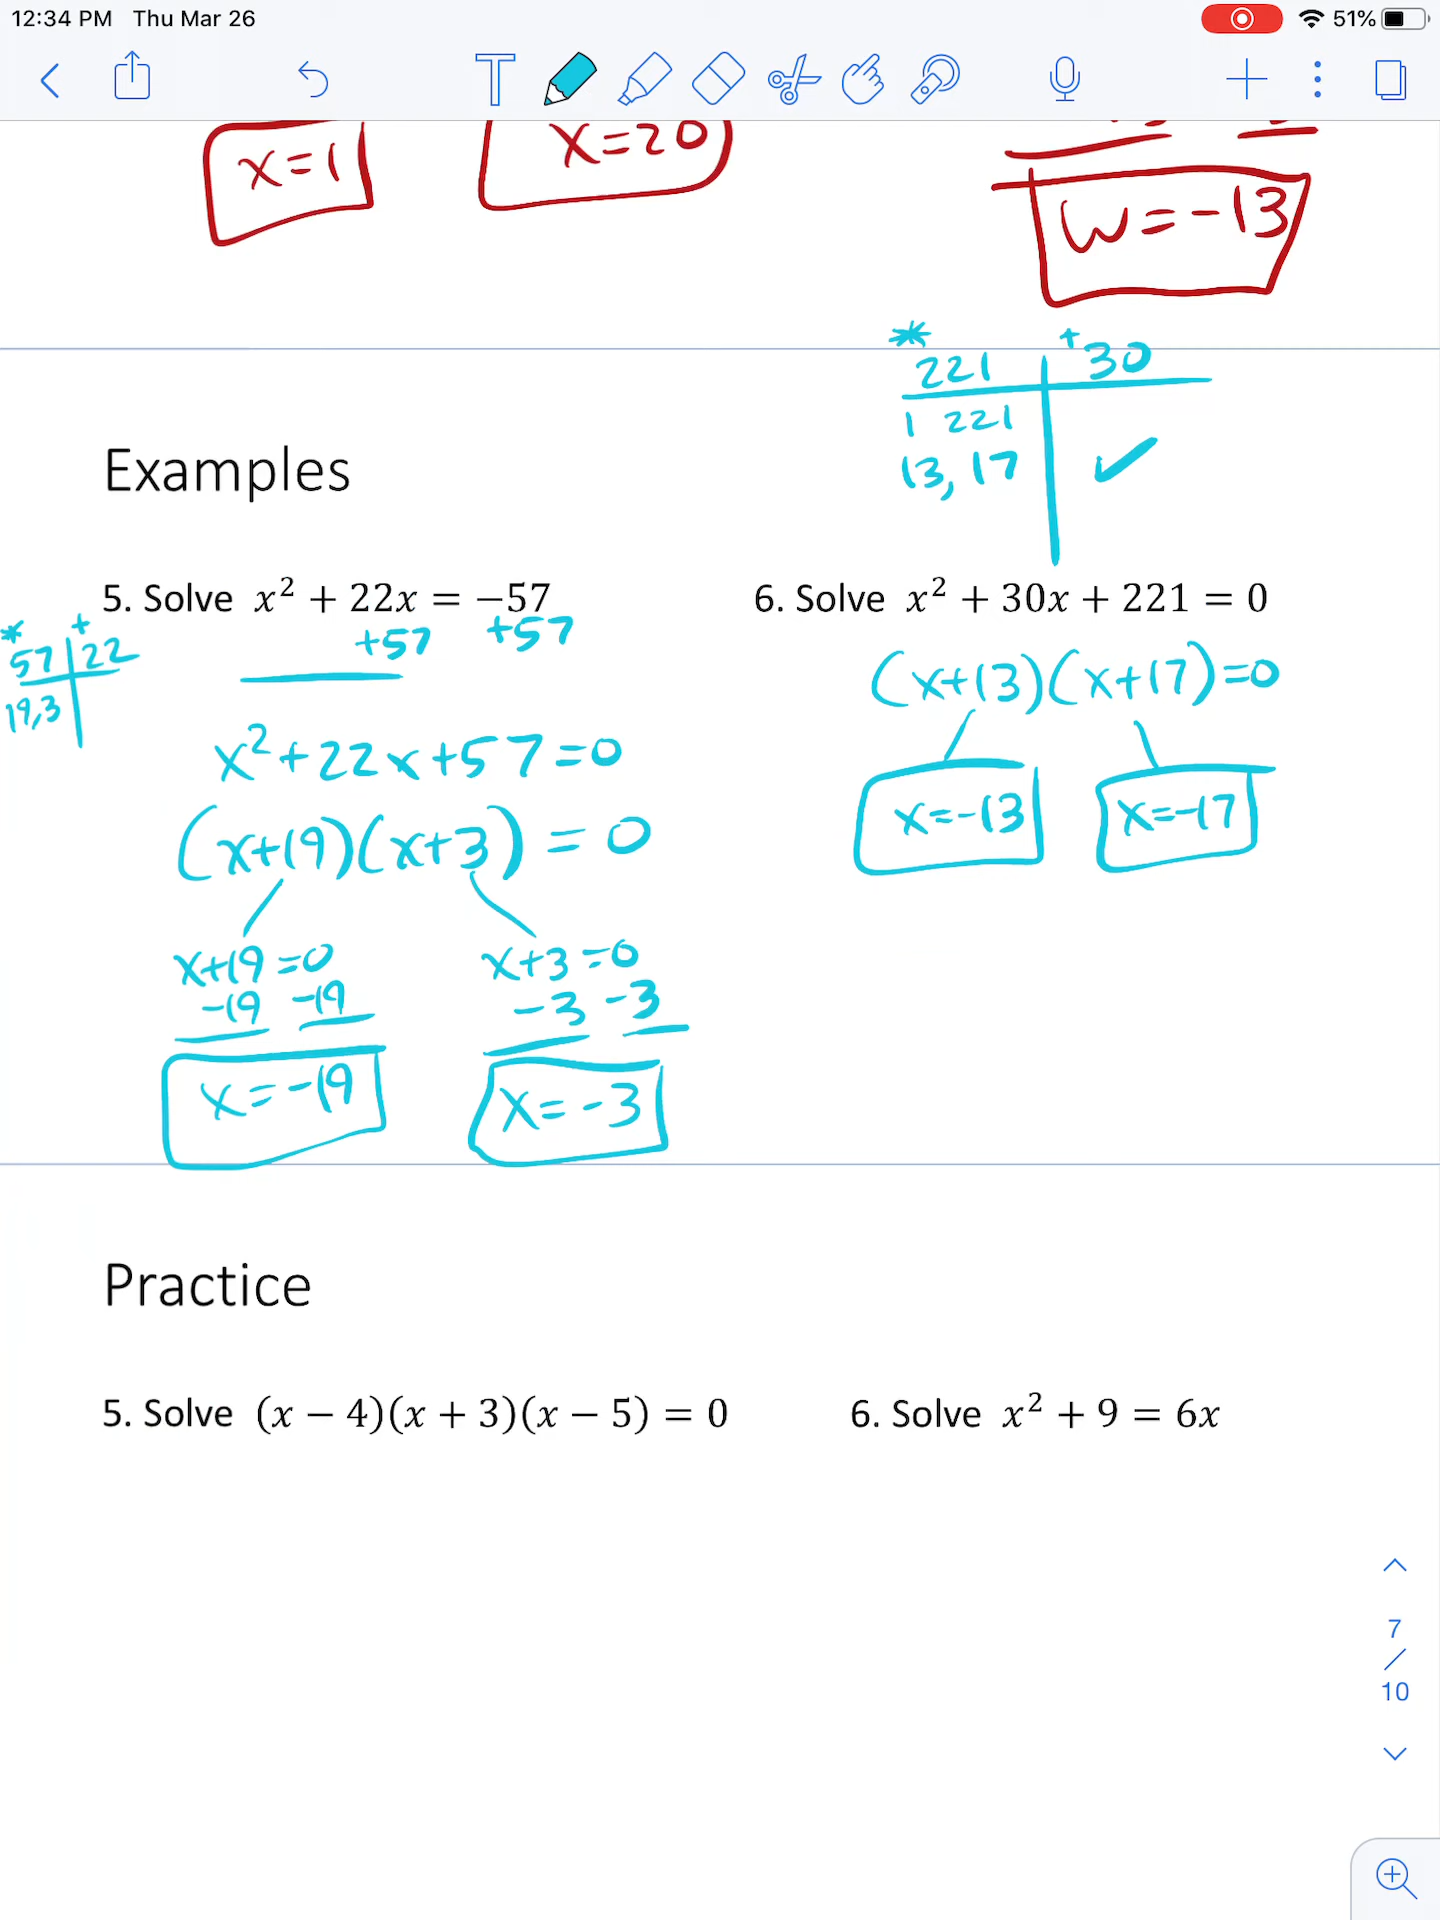 12:34 PM Thu Mar 26 51%
x=1 x=20
w=-13
* +
221 | 30
1 221
13, 17 ✓
Examples
5. Solve x² + 22x = −57
+57 +57
* +
57 | 22
19,3
x²+22x+57=0
(x+19)(x+3) = 0
x+19=0 x+3=0
-19 -19 -3 -3
x=-19 x=-3
6. Solve x² + 30x + 221 = 0
(x+13)(x+17)=0
x=-13 x=-17
Practice
5. Solve (x − 4)(x + 3)(x − 5) = 0
6. Solve x² + 9 = 6x
7
/
10